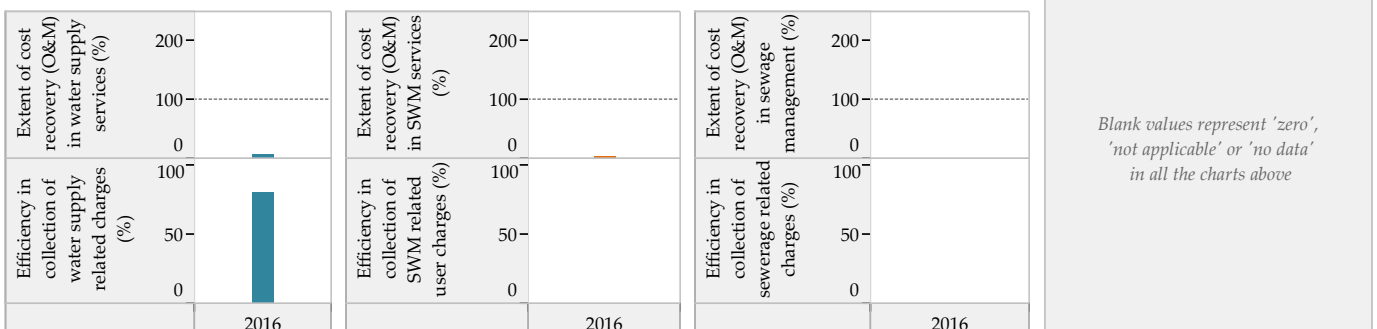 Extent of cost
recovery (O&M)
in water supply
services (%)
200
100
0
Efficiency in
collection of
water supply
related charges
(%)
100
50
0
2016
Extent of cost
recovery (O&M)
in SWM services
(%)
200
100
0
Efficiency in
collection of
SWM related
user charges (%)
100
50
0
2016
Extent of cost
recovery (O&M)
in sewage
management (%)
200
100
0
Efficiency in
collection of
sewerage related
charges (%)
100
50
0
2016
Blank values represent 'zero',
'not applicable' or 'no data'
in all the charts above